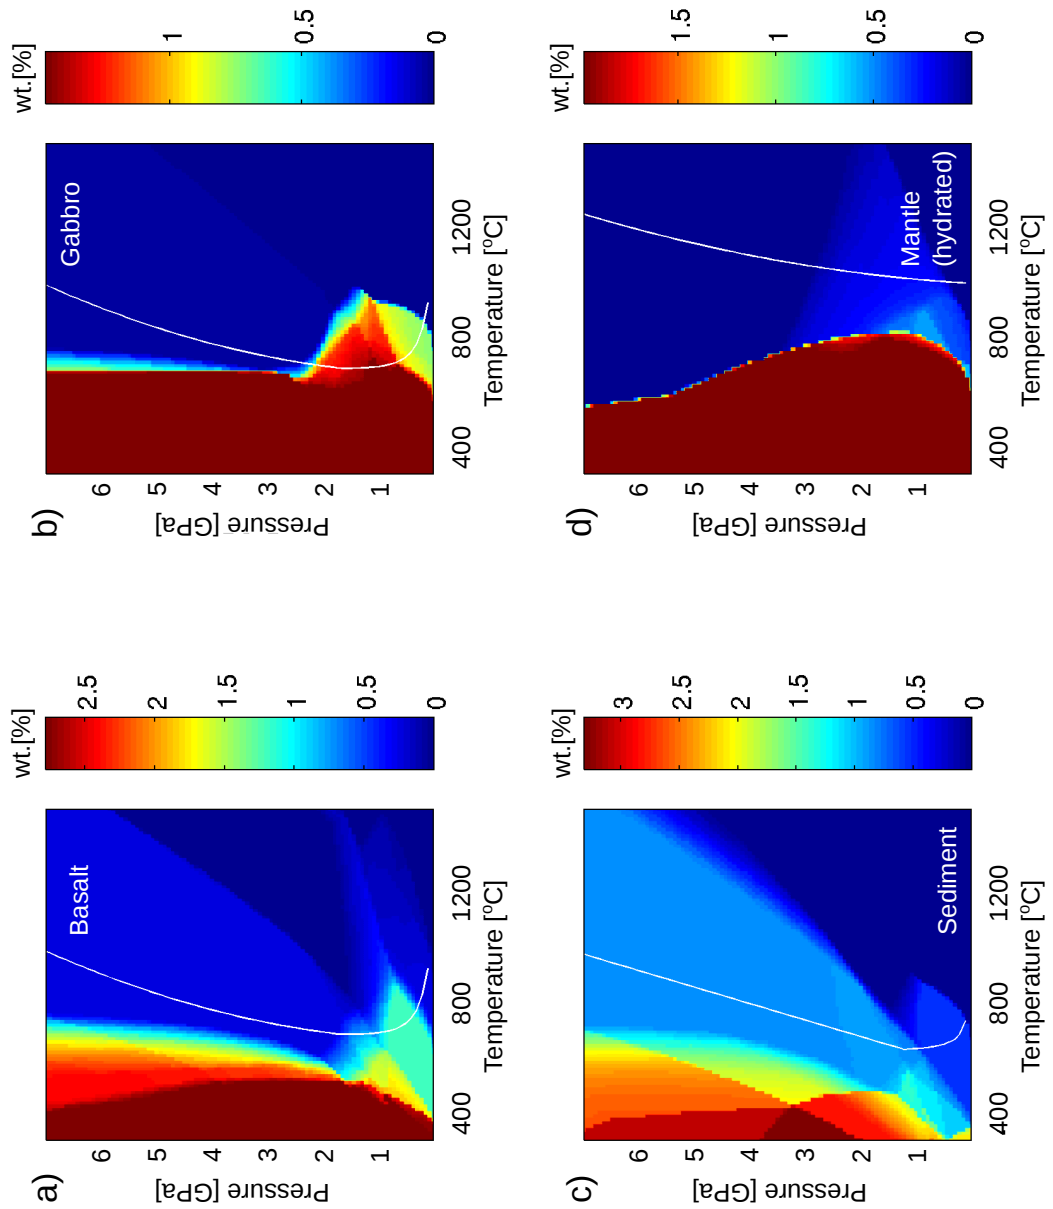 a)
wt.[%]
2.5
2
1.5
1
0.5
0
Basalt
6
5
4
3
2
1
Pressure [GPa]
400 800 1200
Temperature [°C]
b)
wt.[%]
1
0.5
0
Gabbro
6
5
4
3
2
1
Pressure [GPa]
400 800 1200
Temperature [°C]
c)
wt.[%]
3
2.5
2
1.5
1
0.5
0
Sediment
6
5
4
3
2
1
Pressure [GPa]
400 800 1200
Temperature [°C]
d)
wt.[%]
1.5
1
0.5
0
Mantle
(hydrated)
6
5
4
3
2
1
Pressure [GPa]
400 800 1200
Temperature [°C]